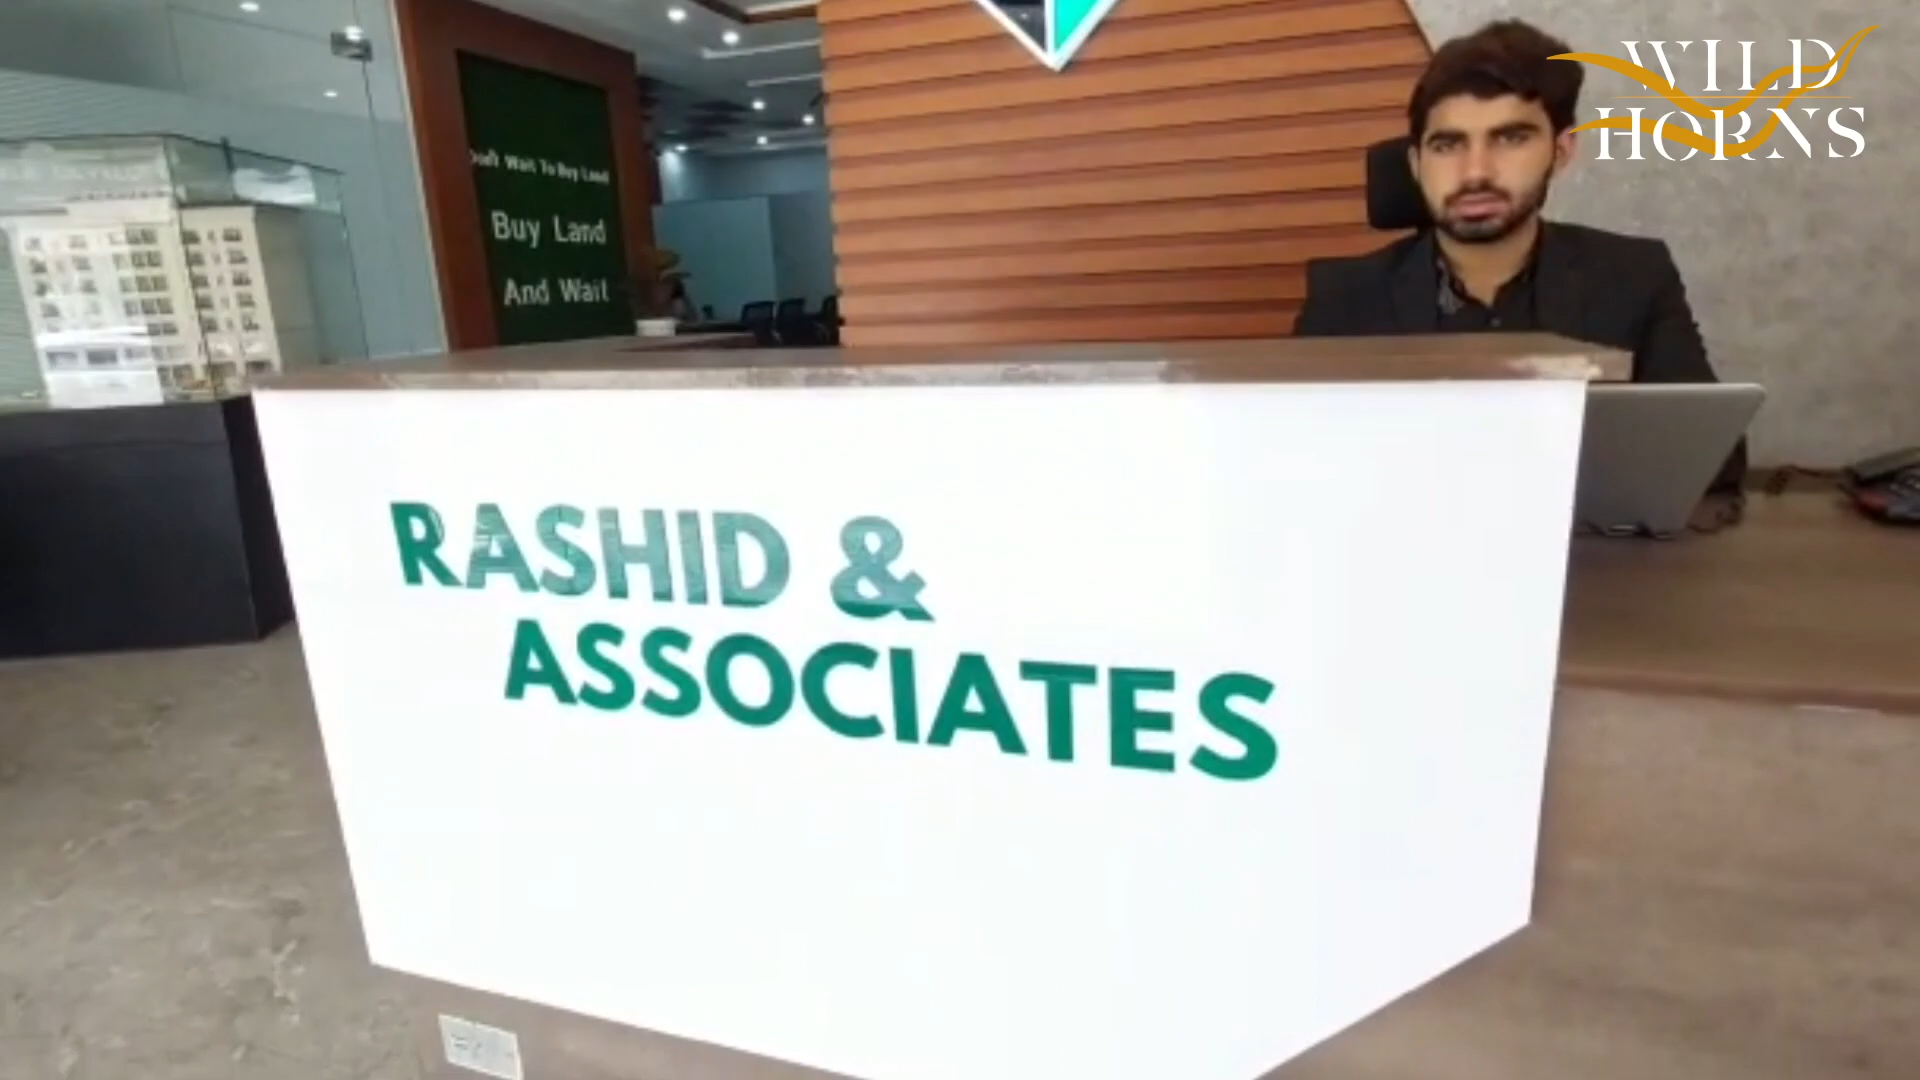 WILD
HORNS
Don't Wait To Buy Land
Buy Land
And Wait
RASHID &
ASSOCIATES